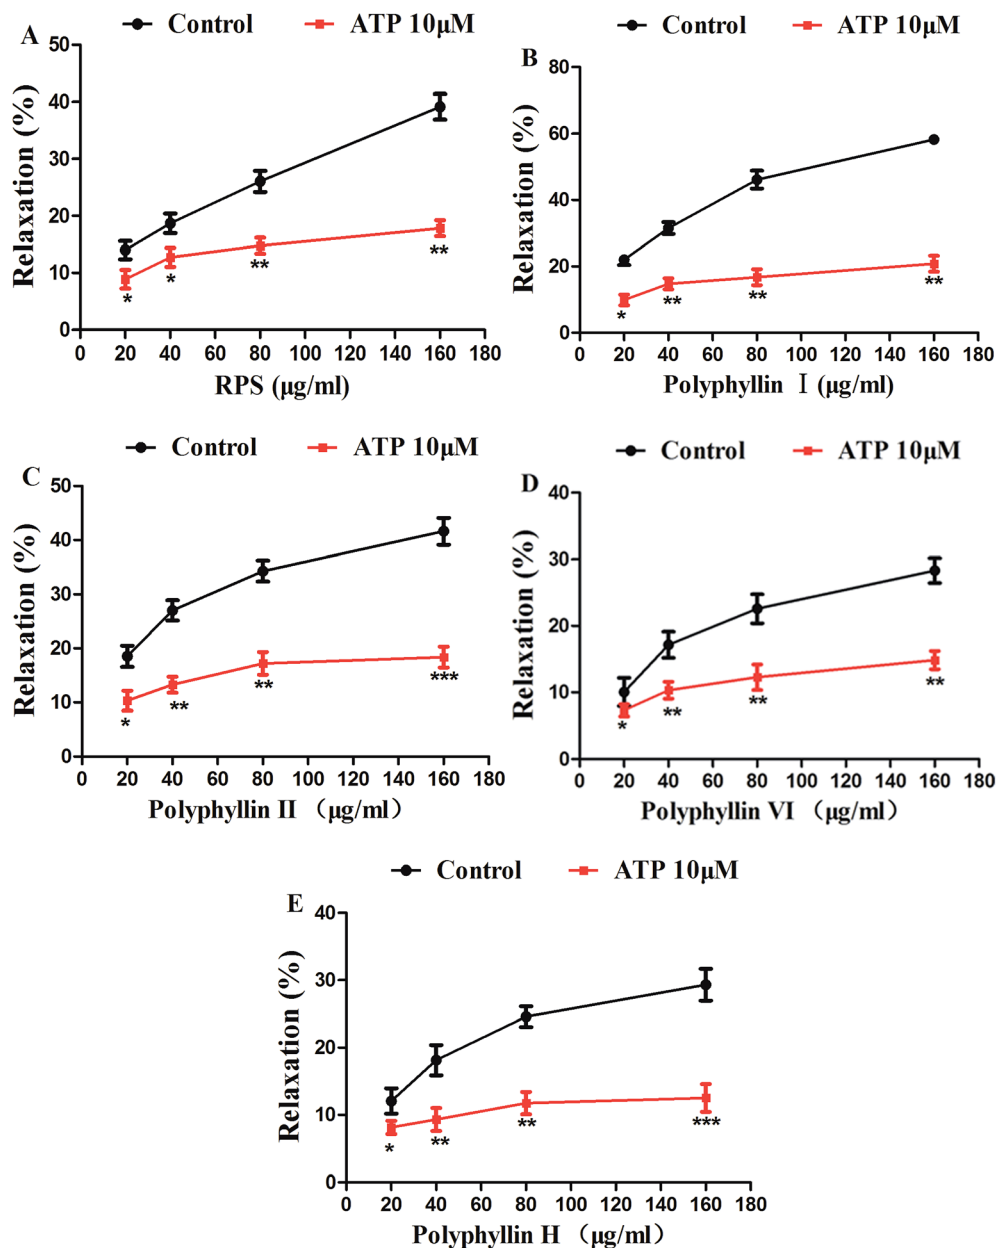 A
Control ATP 10μM
Relaxation (%)
50
40
30
20
10
0
* * ** **
0 20 40 60 80 100 120 140 160 180
RPS (μg/ml)
B
Control ATP 10μM
Relaxation (%)
80
60
40
20
0
* ** ** **
0 20 40 60 80 100 120 140 160 180
Polyphyllin Ⅰ (μg/ml)
C
Control ATP 10μM
Relaxation (%)
50
40
30
20
10
0
* ** ** ***
0 20 40 60 80 100 120 140 160 180
Polyphyllin II （μg/ml）
D
Control ATP 10μM
Relaxation (%)
40
30
20
10
0
* ** ** **
0 20 40 60 80 100 120 140 160 180
Polyphyllin VI （μg/ml）
E
Control ATP 10μM
Relaxation (%)
40
30
20
10
0
* ** ** ***
0 20 40 60 80 100 120 140 160 180
Polyphyllin H （μg/ml）